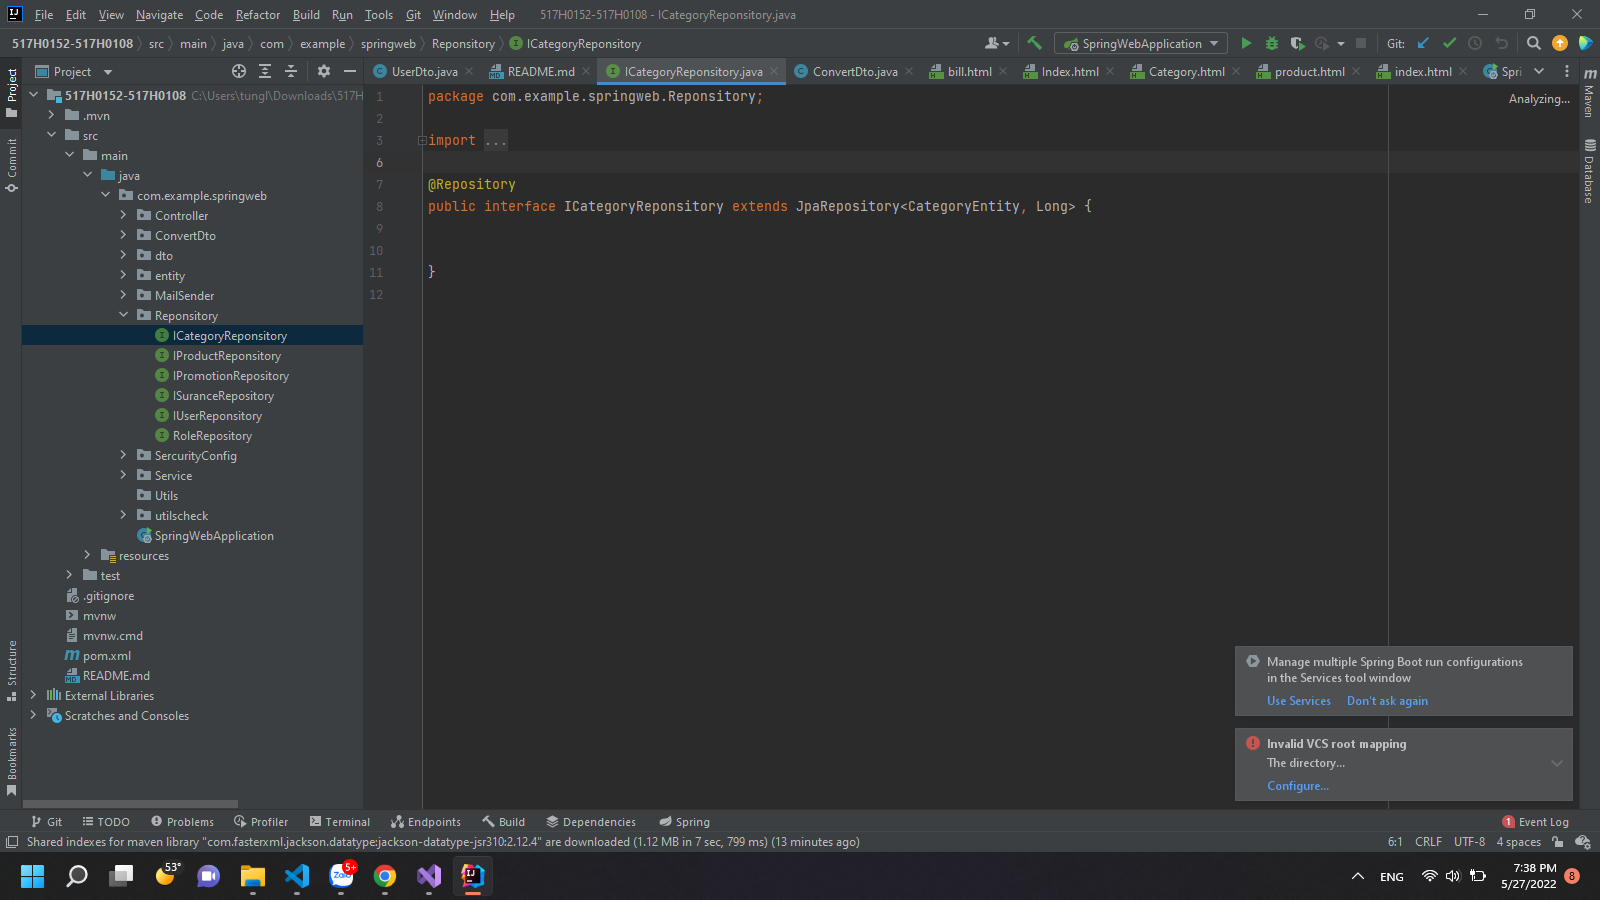 File Edit View Navigate Code Refactor Build Run Tools Git Window Help 517H0152-517H0108 - ICategoryReponsitory.java
517H0152-517H0108 src main java com example springweb Reponsitory ICategoryReponsitory SpringWebApplication Git:
Project UserDto.java README.md ICategoryReponsitory.java ConvertDto.java bill.html Index.html Category.html product.html index.html Spri
Project
Commit
Structure
Bookmarks
Maven
Database
517H0152-517H0108 C:\Users\tungl\Downloads\517H
.mvn
src
main
java
com.example.springweb
Controller
ConvertDto
dto
entity
MailSender
Reponsitory
ICategoryReponsitory
IProductReponsitory
IPromotionRepository
ISuranceRepository
IUserReponsitory
RoleRepository
SercurityConfig
Service
Utils
utilscheck
SpringWebApplication
resources
test
.gitignore
mvnw
mvnw.cmd
pom.xml
README.md
External Libraries
Scratches and Consoles
1 package com.example.springweb.Reponsitory;
2
3 import ...
6
7 @Repository
8 public interface ICategoryReponsitory extends JpaRepository<CategoryEntity, Long> {
9
10
11 }
12
Analyzing...
Manage multiple Spring Boot run configurations
in the Services tool window
Use Services Don't ask again
Invalid VCS root mapping
The directory...
Configure...
Git TODO Problems Profiler Terminal Endpoints Build Dependencies Spring 1 Event Log
Shared indexes for maven library "com.fasterxml.jackson.datatype:jackson-datatype-jsr310:2.12.4" are downloaded (1.12 MB in 7 sec, 799 ms) (13 minutes ago) 6:1 CRLF UTF-8 4 spaces
53° 5+ Zalo ENG 7:38 PM
5/27/2022 8